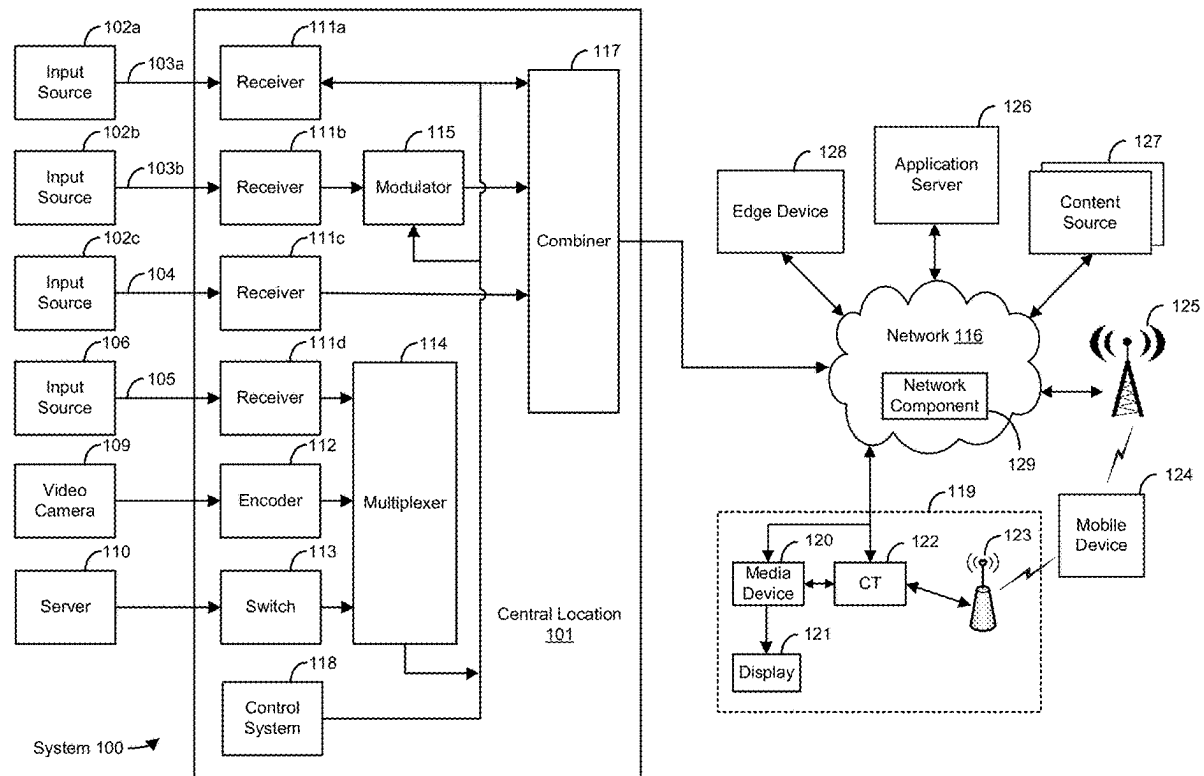 102a
Input
Source
103a
111a
Receiver
117
Combiner
102b
Input
Source
103b
111b
Receiver
115
Modulator
102c
Input
Source
104
111c
Receiver
106
Input
Source
105
111d
Receiver
114
Multiplexer
109
Video
Camera
112
Encoder
110
Server
113
Switch
118
Control
System
Central Location
101
System 100
128
Edge Device
126
Application
Server
127
Content
Source
125
Network 116
Network
Component
129
124
Mobile
Device
119
120
Media
Device
122
CT
123
121
Display